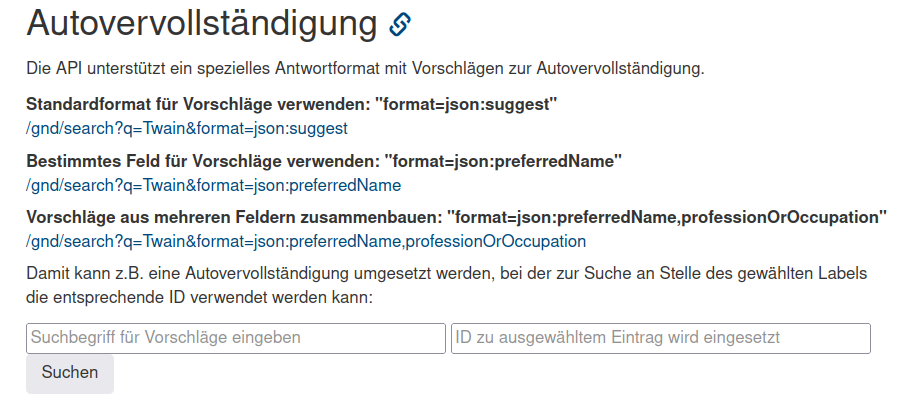 Autovervollständigung
Die API unterstützt ein spezielles Antwortformat mit Vorschlägen zur Autovervollständigung.
Standardformat für Vorschläge verwenden: "format=json:suggest"
/gnd/search?q=Twain&format=json:suggest
Bestimmtes Feld für Vorschläge verwenden: "format=json:preferredName"
/gnd/search?q=Twain&format=json:preferredName
Vorschläge aus mehreren Feldern zusammenbauen: "format=json:preferredName,professionOrOccupation"
/gnd/search?q=Twain&format=json:preferredName,professionOrOccupation
Damit kann z.B. eine Autovervollständigung umgesetzt werden, bei der zur Suche an Stelle des gewählten Labels
die entsprechende ID verwendet werden kann:
Suchbegriff für Vorschläge eingeben ID zu ausgewähltem Eintrag wird eingesetzt
Suchen